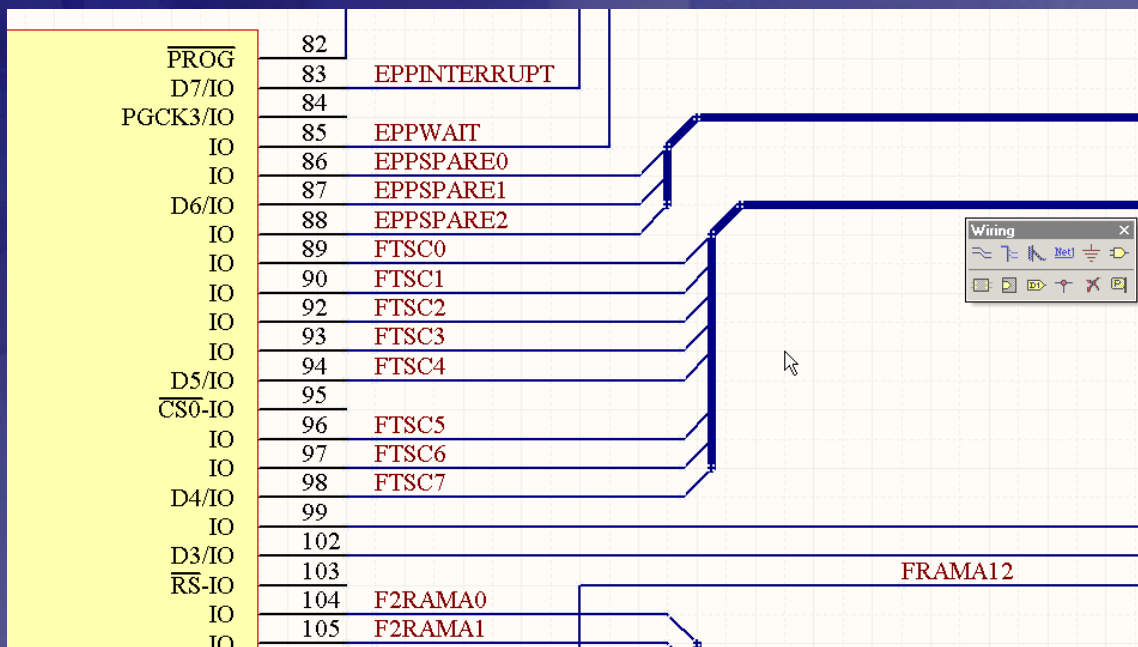 82
PROG
83 EPPINTERRUPT
D7/IO
84
PGCK3/IO
85 EPPWAIT
IO
86 EPPSPARE0
IO
87 EPPSPARE1
D6/IO
88 EPPSPARE2
IO
Wiring
89 FTSC0
IO
Net1
90 FTSC1
D1
IO
92 FTSC2
IO
93 FTSC3
IO
94 FTSC4
D5/IO
95
CS0-IO
96 FTSC5
IO
97 FTSC6
IO
98 FTSC7
D4/IO
99
IO
102
D3/IO
103 FRAMA12
RS-IO
104 F2RAMA0
IO
105 F2RAMA1
IO